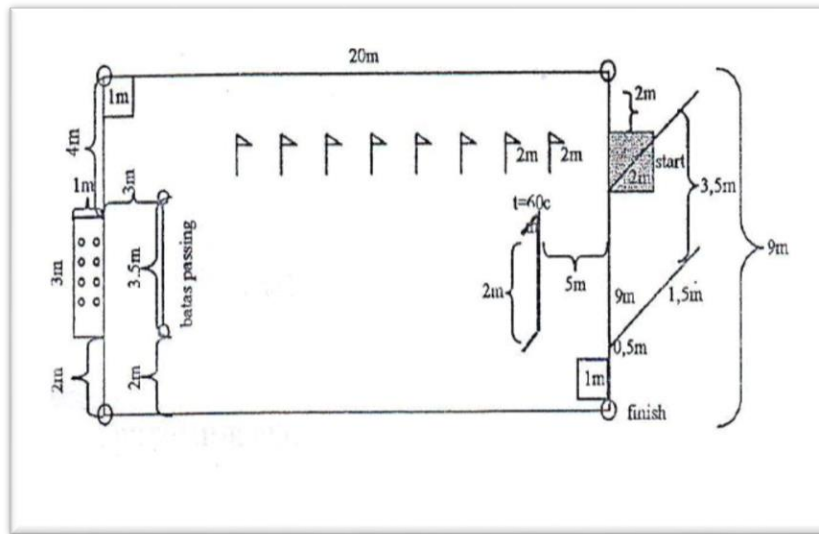 20m
1m
2m
4m
2m
2m
start
2m
3,5m
1m
3m
t=60c
m
9m
3m
3.5m
batas passing
2m
5m
9m
1,5m
0,5m
2m
2m
1m
finish